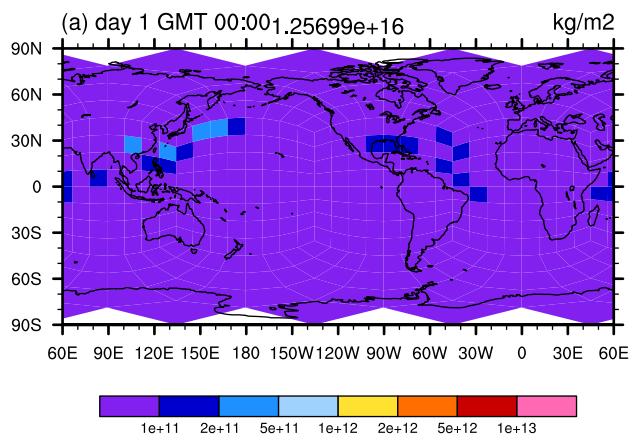 (a) day 1 GMT 00:00 1.25699e+16 kg/m2
90N
60N
30N
0
30S
60S
90S
60E 90E 120E 150E 180 150W 120W 90W 60W 30W 0 30E 60E
1e+11 2e+11 5e+11 1e+12 2e+12 5e+12 1e+13